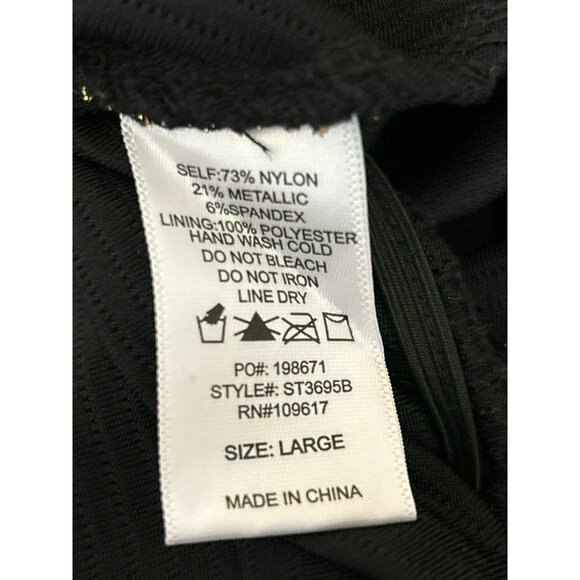 SELF:73% NYLON
21% METALLIC
6%SPANDEX
LINING:100% POLYESTER
HAND WASH COLD
DO NOT BLEACH
DO NOT IRON
LINE DRY
PO#: 198671
STYLE#: ST3695B
RN#109617
SIZE: LARGE
MADE IN CHINA